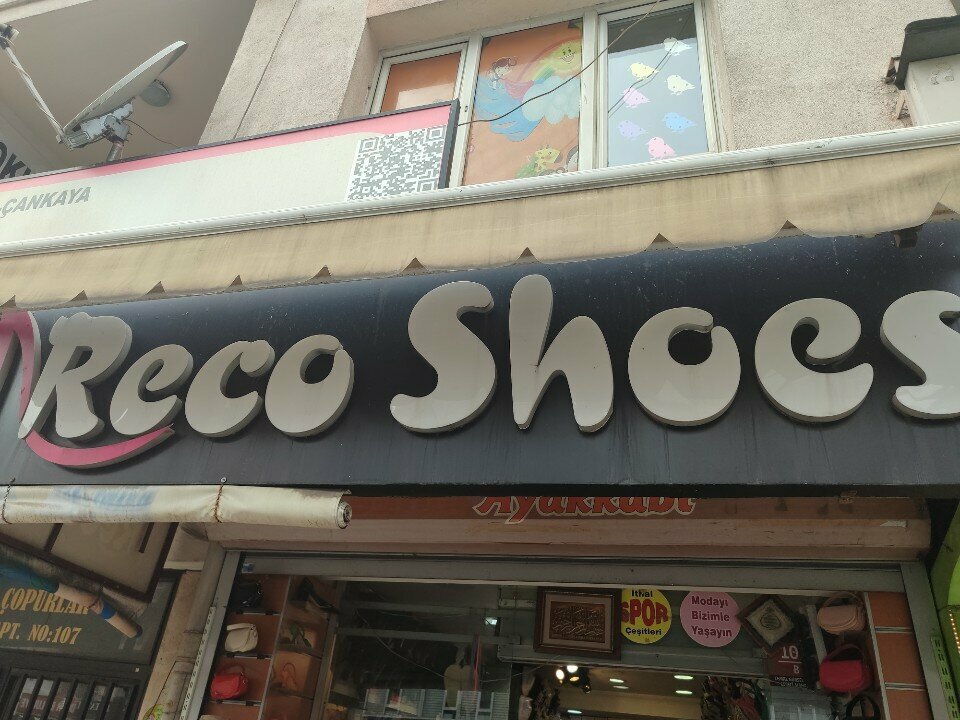 -ÇANKAYA
Reco Shoes
Ayakkabı
ÇOPURLAR
APT. NO:107
İthal
SPOR
Çeşitleri
Modayı
Bizimle
Yaşayın
10
B